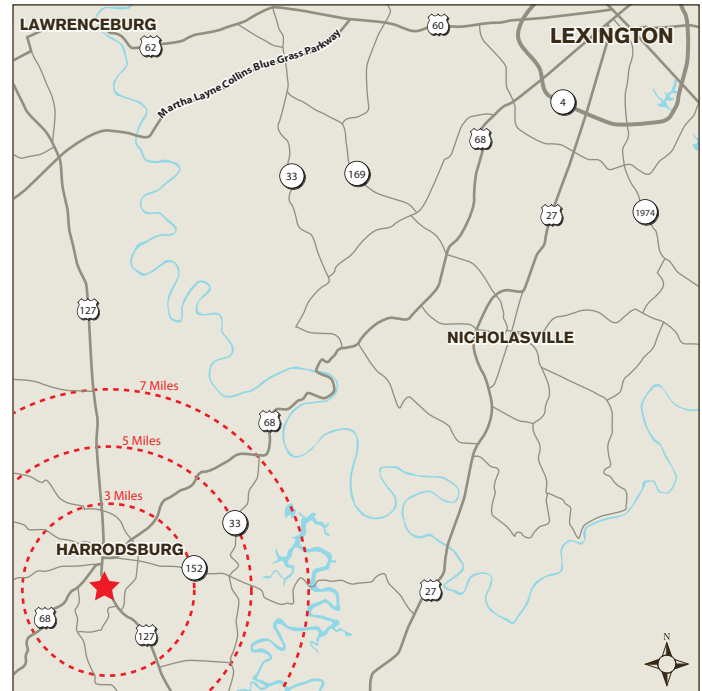 LAWRENCEBURG
60
62
LEXINGTON
Martha Layne Collins Blue Grass Parkway
4
68
33
169
1974
27
127
NICHOLASVILLE
7 Miles
68
5 Miles
3 Miles
33
HARRODSBURG
152
27
68
127
N